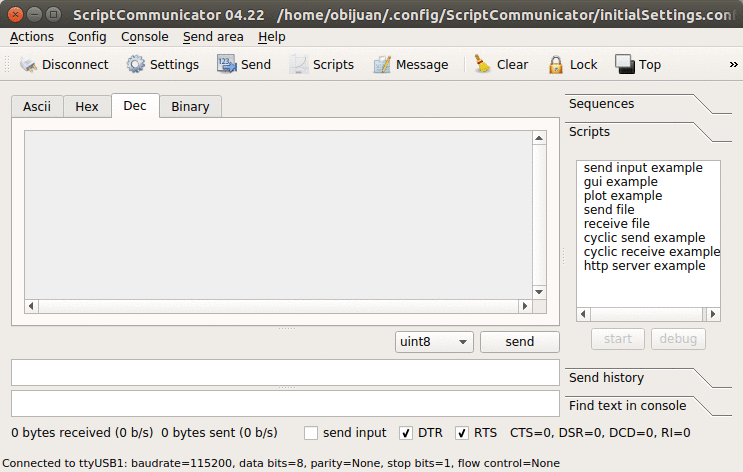 ScriptCommunicator 04.22 /home/obijuan/.config/ScriptCommunicator/initialSettings.conf
Actions Config Console Send area Help
Disconnect Settings Send Scripts Message Clear Lock Top »
Ascii Hex Dec Binary
Sequences
Scripts
send input example
gui example
plot example
send file
receive file
cyclic send example
cyclic receive example
http server example
uint8 send
start debug
Send history
Find text in console
0 bytes received (0 b/s) 0 bytes sent (0 b/s) send input DTR RTS CTS=0, DSR=0, DCD=0, RI=0
Connected to ttyUSB1: baudrate=115200, data bits=8, parity=None, stop bits=1, flow control=None